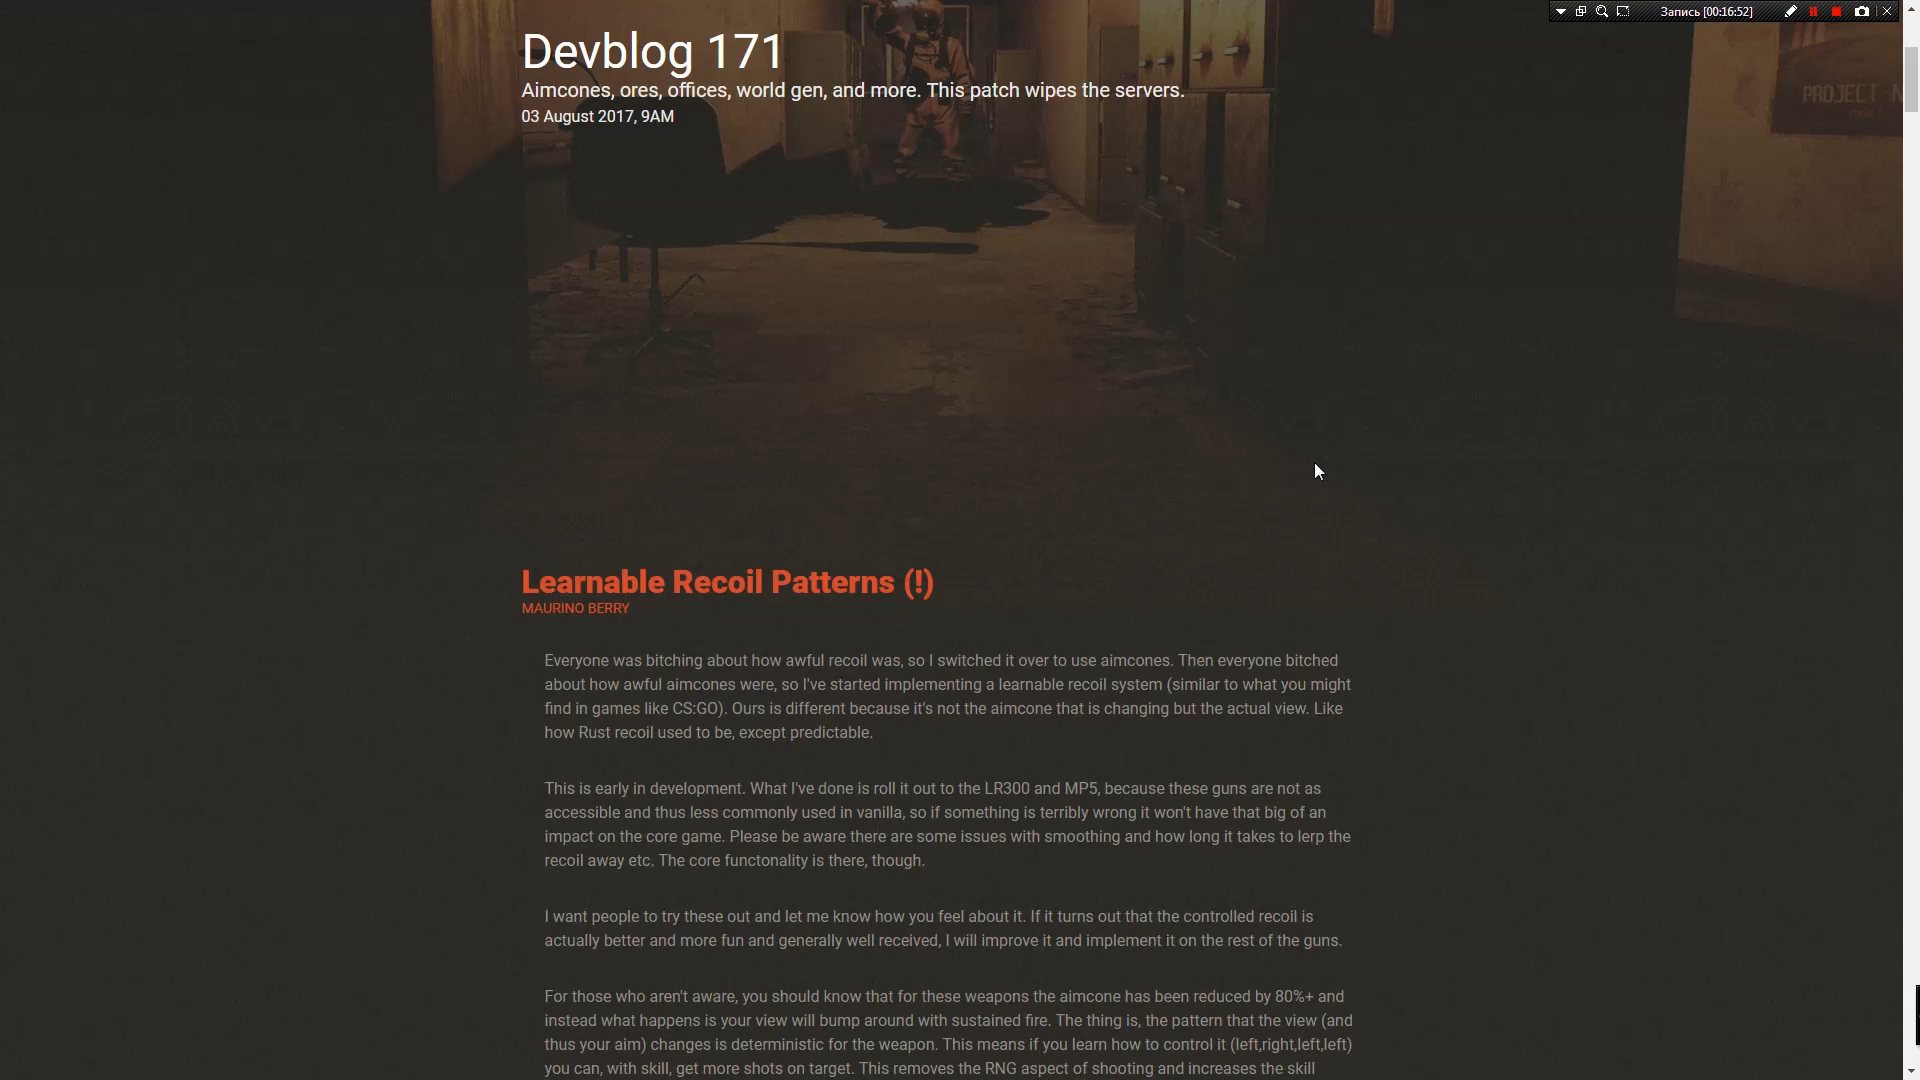 Запись [00:16:52]
Devblog 171
Aimcones, ores, offices, world gen, and more. This patch wipes the servers.
03 August 2017, 9AM
PROJECT
Learnable Recoil Patterns (!)
MAURINO BERRY
Everyone was bitching about how awful recoil was, so I switched it over to use aimcones. Then everyone bitched
about how awful aimcones were, so I've started implementing a learnable recoil system (similar to what you might
find in games like CS:GO). Ours is different because it's not the aimcone that is changing but the actual view. Like
how Rust recoil used to be, except predictable.
This is early in development. What I've done is roll it out to the LR300 and MP5, because these guns are not as
accessible and thus less commonly used in vanilla, so if something is terribly wrong it won't have that big of an
impact on the core game. Please be aware there are some issues with smoothing and how long it takes to lerp the
recoil away etc. The core functonality is there, though.
I want people to try these out and let me know how you feel about it. If it turns out that the controlled recoil is
actually better and more fun and generally well received, I will improve it and implement it on the rest of the guns.
For those who aren't aware, you should know that for these weapons the aimcone has been reduced by 80%+ and
instead what happens is your view will bump around with sustained fire. The thing is, the pattern that the view (and
thus your aim) changes is deterministic for the weapon. This means if you learn how to control it (left,right,left,left)
you can, with skill, get more shots on target. This removes the RNG aspect of shooting and increases the skill